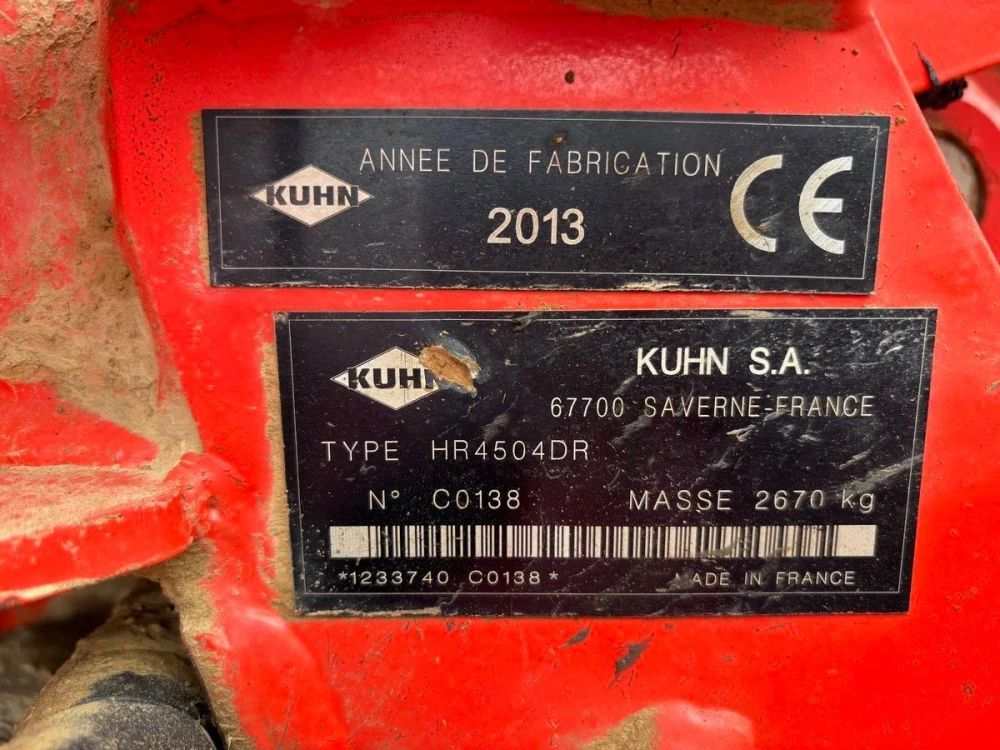 KUHN
ANNEE DE FABRICATION
2013
CE
KUHN
KUHN S.A.
67700 SAVERNE-FRANCE
TYPE HR4504DR
N° C0138 MASSE 2670 kg
*1233740 C0138*
MADE IN FRANCE